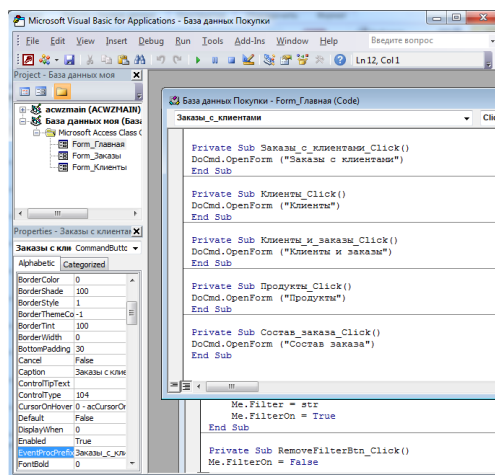 Microsoft Visual Basic for Applications - База данных Покупки
File Edit View Insert Debug Run Tools Add-Ins Window Help Введите вопрос
Ln 12, Col 1
Project - База данных моя
acwzmain (ACWZMAIN)
База данных моя (База
Microsoft Access Class O
Form_Главная
Form_Заказы
Form_Клиенты
Properties - Заказы с клиентам
Заказы с кли CommandButto
Alphabetic Categorized
BorderColor 0
BorderShade 100
BorderStyle 1
BorderThemeCo -1
BorderTint 100
BorderWidth 0
BottomPadding 30
Cancel False
Caption Заказы с клие
ControlTipText
ControlType 104
CursorOnHover 0 - acCursorOn
Default False
DisplayWhen 0
Enabled True
EventProcPrefix Заказы_с_кли
FontBold 0
База данных Покупки - Form_Главная (Code)
Заказы_с_клиентами Clic
Private Sub Заказы_с_клиентами_Click()
DoCmd.OpenForm ("Заказы с клиентами")
End Sub
Private Sub Клиенты_Click()
DoCmd.OpenForm ("Клиенты")
End Sub
Private Sub Клиенты_и_заказы_Click()
DoCmd.OpenForm ("Клиенты и заказы")
End Sub
Private Sub Продукты_Click()
DoCmd.OpenForm ("Продукты")
End Sub
Private Sub Состав_заказа_Click()
DoCmd.OpenForm ("Состав заказа")
End Sub
Me.Filter = str
Me.FilterOn = True
End Sub
Private Sub RemoveFilterBtn_Click()
Me.FilterOn = False